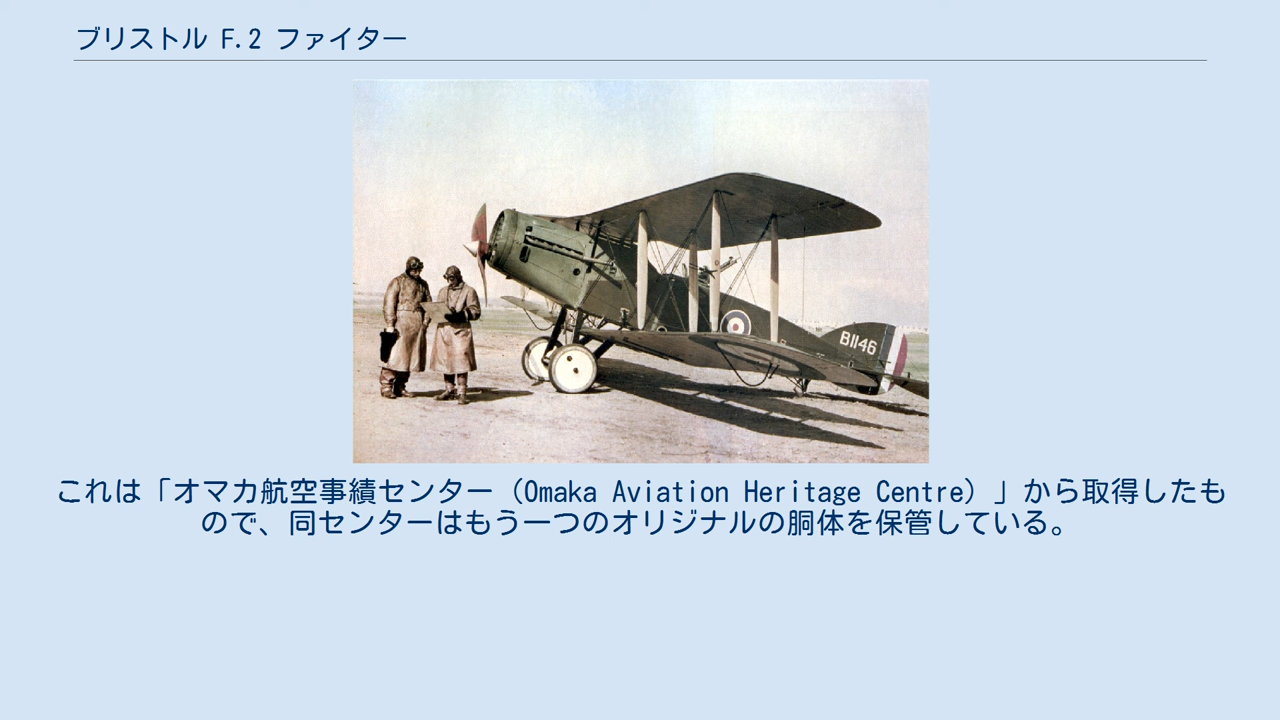 ブリストル F.2 ファイター
B1146
これは「オマカ航空事績センター（Omaka Aviation Heritage Centre）」から取得したも
ので、同センターはもう一つのオリジナルの胴体を保管している。